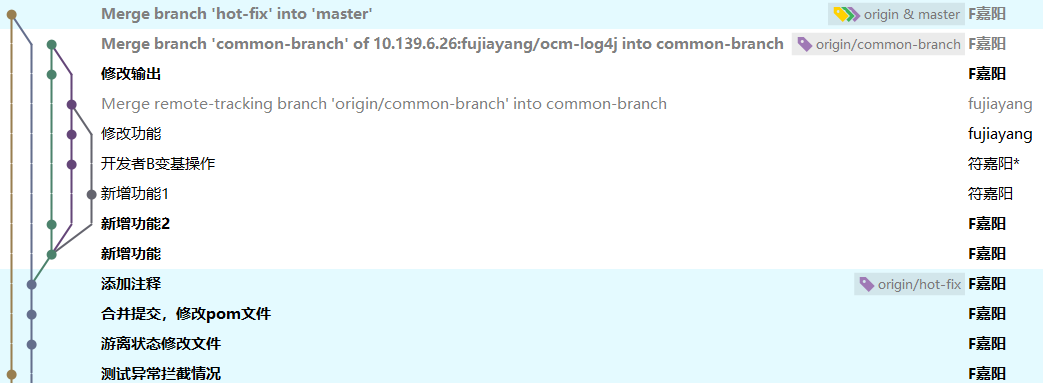 Merge branch 'hot-fix' into 'master' origin & master F嘉阳
Merge branch 'common-branch' of 10.139.6.26:fujiayang/ocm-log4j into common-branch origin/common-branch F嘉阳
修改输出 F嘉阳
Merge remote-tracking branch 'origin/common-branch' into common-branch fujiayang
修改功能 fujiayang
开发者B变基操作 符嘉阳*
新增功能1 符嘉阳
新增功能2 F嘉阳
新增功能 F嘉阳
添加注释 origin/hot-fix F嘉阳
合并提交，修改pom文件 F嘉阳
游离状态修改文件 F嘉阳
测试异常拦截情况 F嘉阳